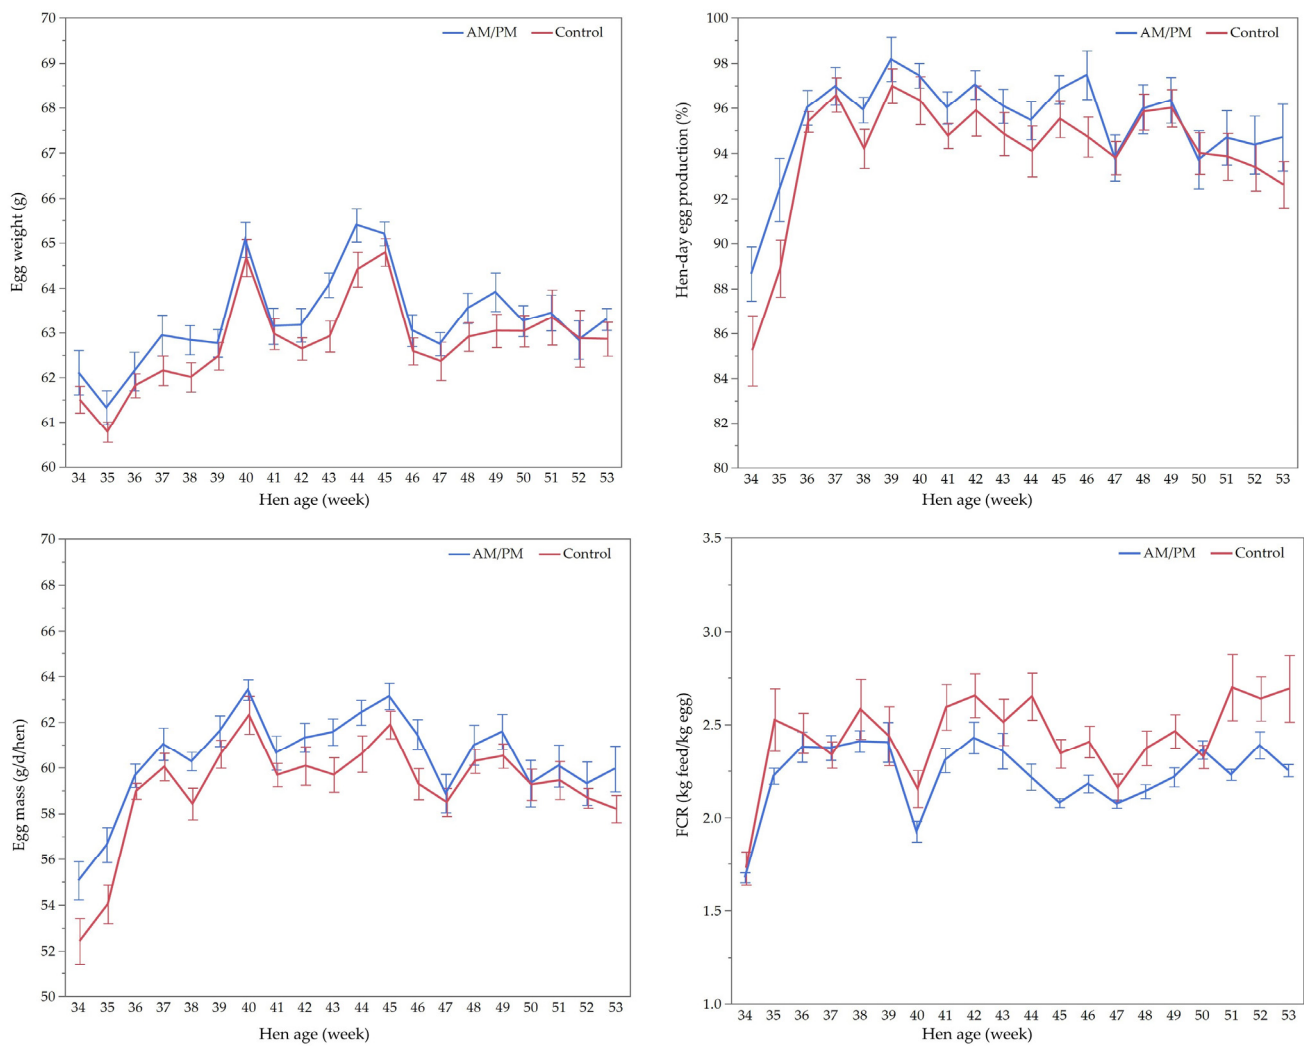 AM/PM Control
Egg weight (g)
70
69
68
67
66
65
64
63
62
61
60
34 35 36 37 38 39 40 41 42 43 44 45 46 47 48 49 50 51 52 53
Hen age (week)
AM/PM Control
Hen-day egg production (%)
100
98
96
94
92
90
88
86
84
82
80
34 35 36 37 38 39 40 41 42 43 44 45 46 47 48 49 50 51 52 53
Hen age (week)
AM/PM Control
Egg mass (g/d/hen)
70
68
66
64
62
60
58
56
54
52
50
34 35 36 37 38 39 40 41 42 43 44 45 46 47 48 49 50 51 52 53
Hen age (week)
AM/PM Control
FCR (kg feed/kg egg)
3.5
3.0
2.5
2.0
1.5
1.0
34 35 36 37 38 39 40 41 42 43 44 45 46 47 48 49 50 51 52 53
Hen age (week)